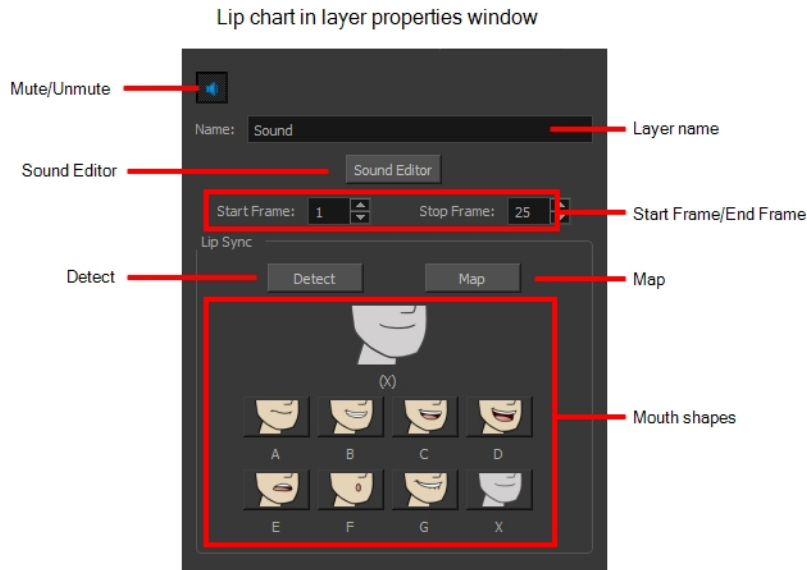 Lip chart in layer properties window
Mute/Unmute
Name: Sound
Layer name
Sound Editor
Sound Editor
Start Frame: 1 Stop Frame: 25
Start Frame/End Frame
Lip Sync
Detect
Detect Map
Map
(X)
Mouth shapes
A B C D
E F G X